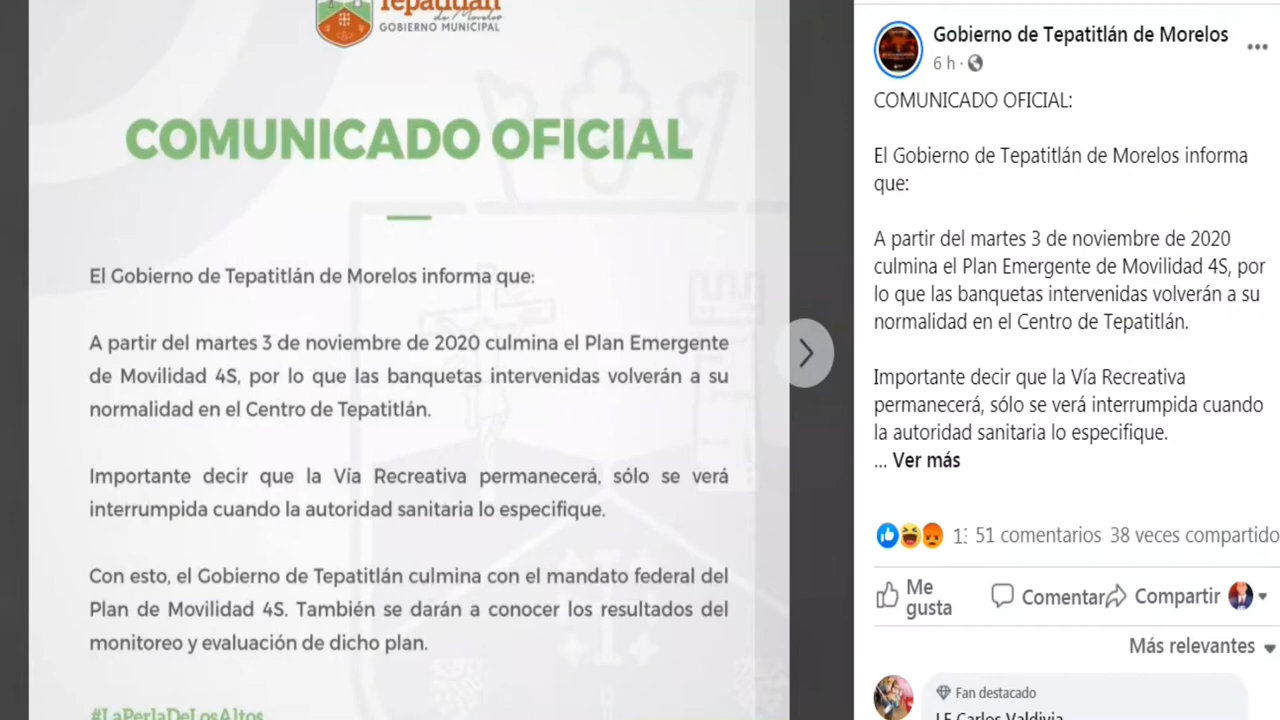 Tepatitlán
de Morelos
GOBIERNO MUNICIPAL
COMUNICADO OFICIAL
El Gobierno de Tepatitlán de Morelos informa que:
A partir del martes 3 de noviembre de 2020 culmina el Plan Emergente
de Movilidad 4S, por lo que las banquetas intervenidas volverán a su
normalidad en el Centro de Tepatitlán.
Importante decir que la Vía Recreativa permanecerá, sólo se verá
interrumpida cuando la autoridad sanitaria lo especifique.
Con esto, el Gobierno de Tepatitlán culmina con el mandato federal del
Plan de Movilidad 4S. También se darán a conocer los resultados del
monitoreo y evaluación de dicho plan.
#LaPerlaDeLosAltos
Gobierno de Tepatitlán de Morelos
6 h ·
COMUNICADO OFICIAL:
El Gobierno de Tepatitlán de Morelos informa
que:
A partir del martes 3 de noviembre de 2020
culmina el Plan Emergente de Movilidad 4S, por
lo que las banquetas intervenidas volverán a su
normalidad en el Centro de Tepatitlán.
Importante decir que la Vía Recreativa
permanecerá, sólo se verá interrumpida cuando
la autoridad sanitaria lo especifique.
... Ver más
51 comentarios 38 veces compartido
Me
gusta
Comentar
Compartir
Más relevantes
Fan destacado
LE Carlos Valdivia